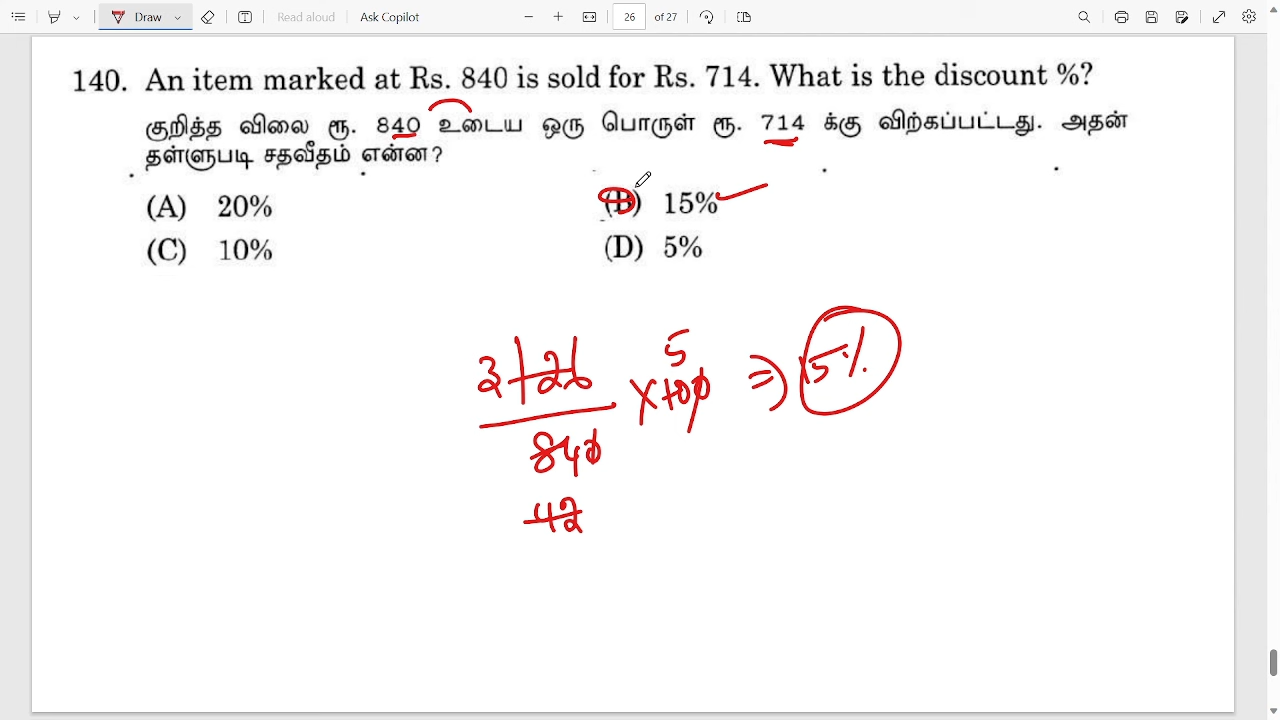 Draw
Read aloud
Ask Copilot
26
of 27
140. An item marked at Rs. 840 is sold for Rs. 714. What is the discount %?
குறித்த விலை ரூ. 840 உடைய ஒரு பொருள் ரூ. 714 க்கு விற்கப்பட்டது. அதன்
தள்ளுபடி சதவீதம் என்ன?
(A) 20%
(B) 15%
(C) 10%
(D) 5%
3 126 × 100 ⇒ 15%
5
840
42